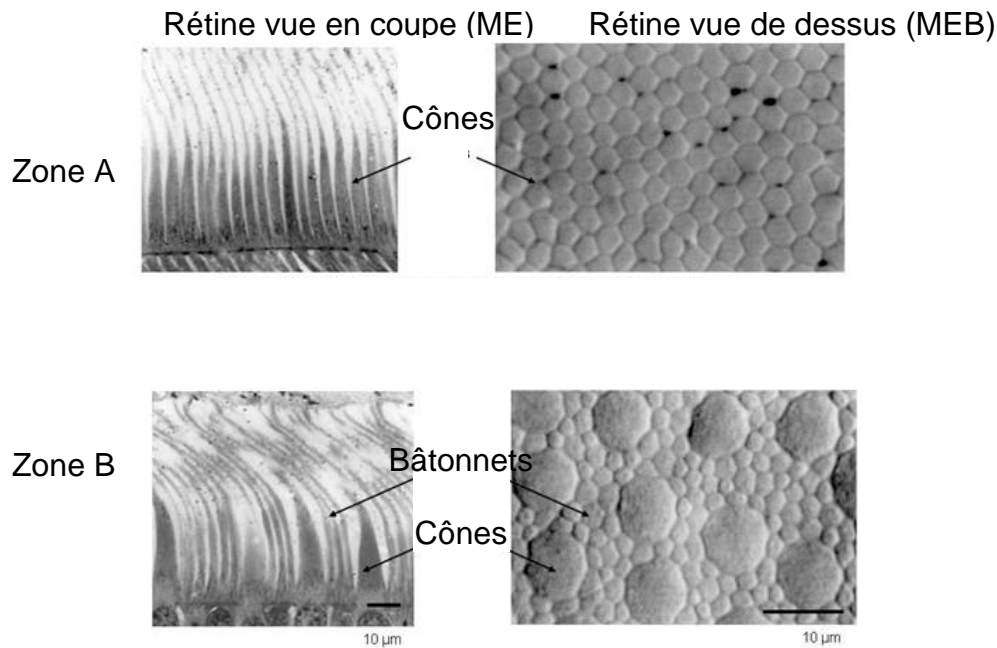 Rétine vue en coupe (ME) Rétine vue de dessus (MEB)
Cônes
Zone A
Zone B
Bâtonnets
Cônes
10 µm 10 µm